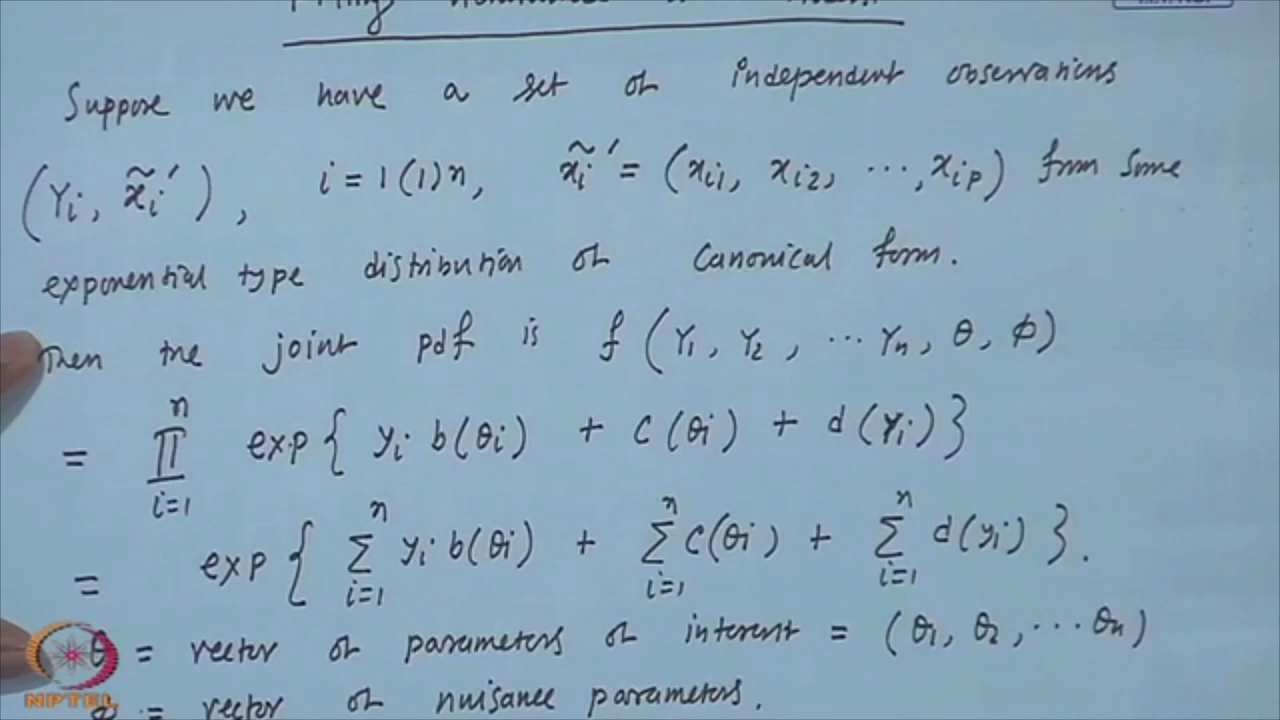 Suppose we have a set of independent observations
(Yi, x̃i′), i = 1(1)n, x̃i′ = (xi1, xi2, ..., xip) from some
exponential type distribution of canonical form.
Then the joint pdf is f(Y1, Y2, ... Yn, θ, φ)
= ∏_{i=1}^{n} exp{ yi b(θi) + c(θi) + d(yi) }
= exp{ ∑_{i=1}^{n} yi b(θi) + ∑_{i=1}^{n} c(θi) + ∑_{i=1}^{n} d(yi) }.
θ = vector of parameters of interest = (θ1, θ2, ... θn)
= vector of nuisance parameters.
NPTEL